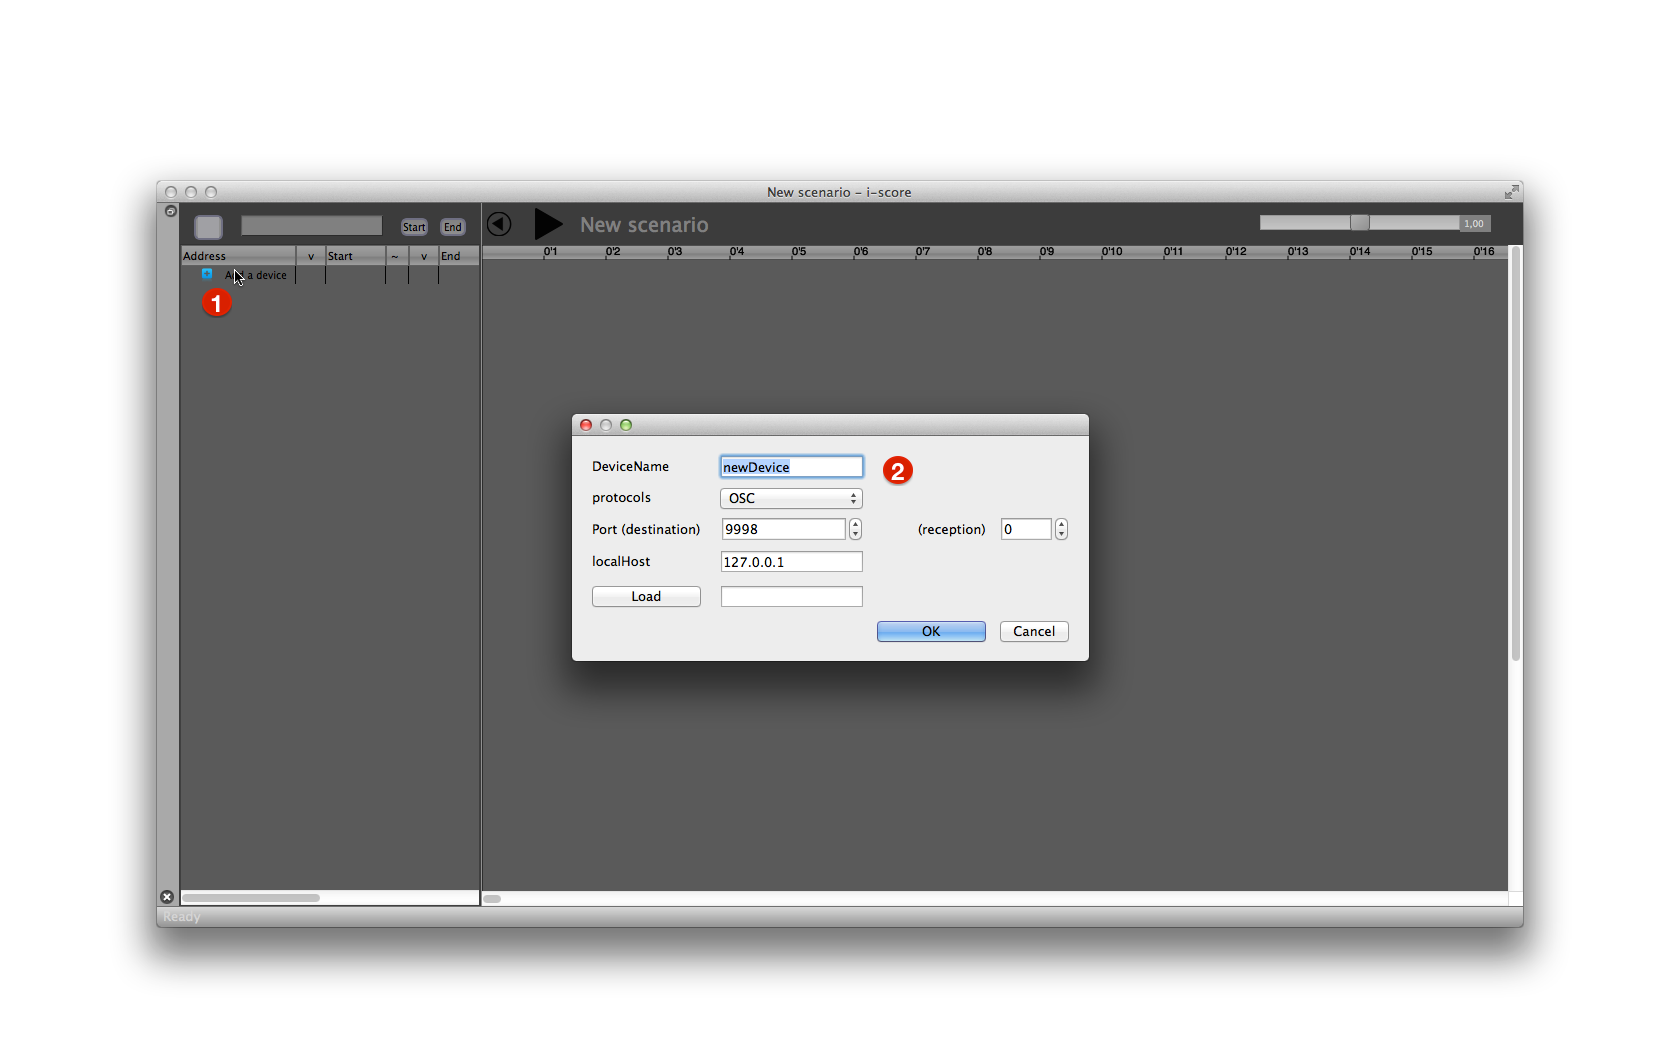 New scenario – i-score
Start End
New scenario
1,00
Address v Start ~ v End
0'1 0'2 0'3 0'4 0'5 0'6 0'7 0'8 0'9 0'10 0'11 0'12 0'13 0'14 0'15 0'16
Add a device
1
DeviceName newDevice
2
protocols OSC
Port (destination) 9998 (reception) 0
localHost 127.0.0.1
Load
OK Cancel
Ready